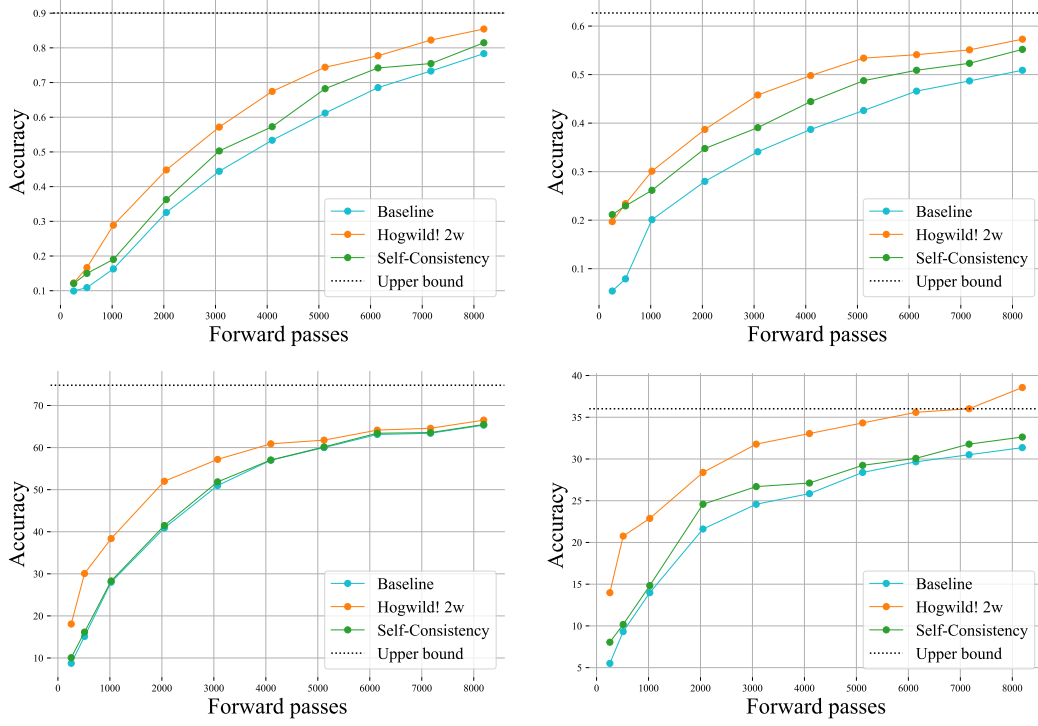 Accuracy
0.9
0.8
0.7
0.6
0.5
0.4
0.3
0.2
0.1
Baseline
Hogwild! 2w
Self-Consistency
Upper bound
0 1000 2000 3000 4000 5000 6000 7000 8000
Forward passes
Accuracy
0.6
0.5
0.4
0.3
0.2
0.1
Baseline
Hogwild! 2w
Self-Consistency
Upper bound
0 1000 2000 3000 4000 5000 6000 7000 8000
Forward passes
Accuracy
70
60
50
40
30
20
10
Baseline
Hogwild! 2w
Self-Consistency
Upper bound
0 1000 2000 3000 4000 5000 6000 7000 8000
Forward passes
Accuracy
40
35
30
25
20
15
10
5
Baseline
Hogwild! 2w
Self-Consistency
Upper bound
0 1000 2000 3000 4000 5000 6000 7000 8000
Forward passes